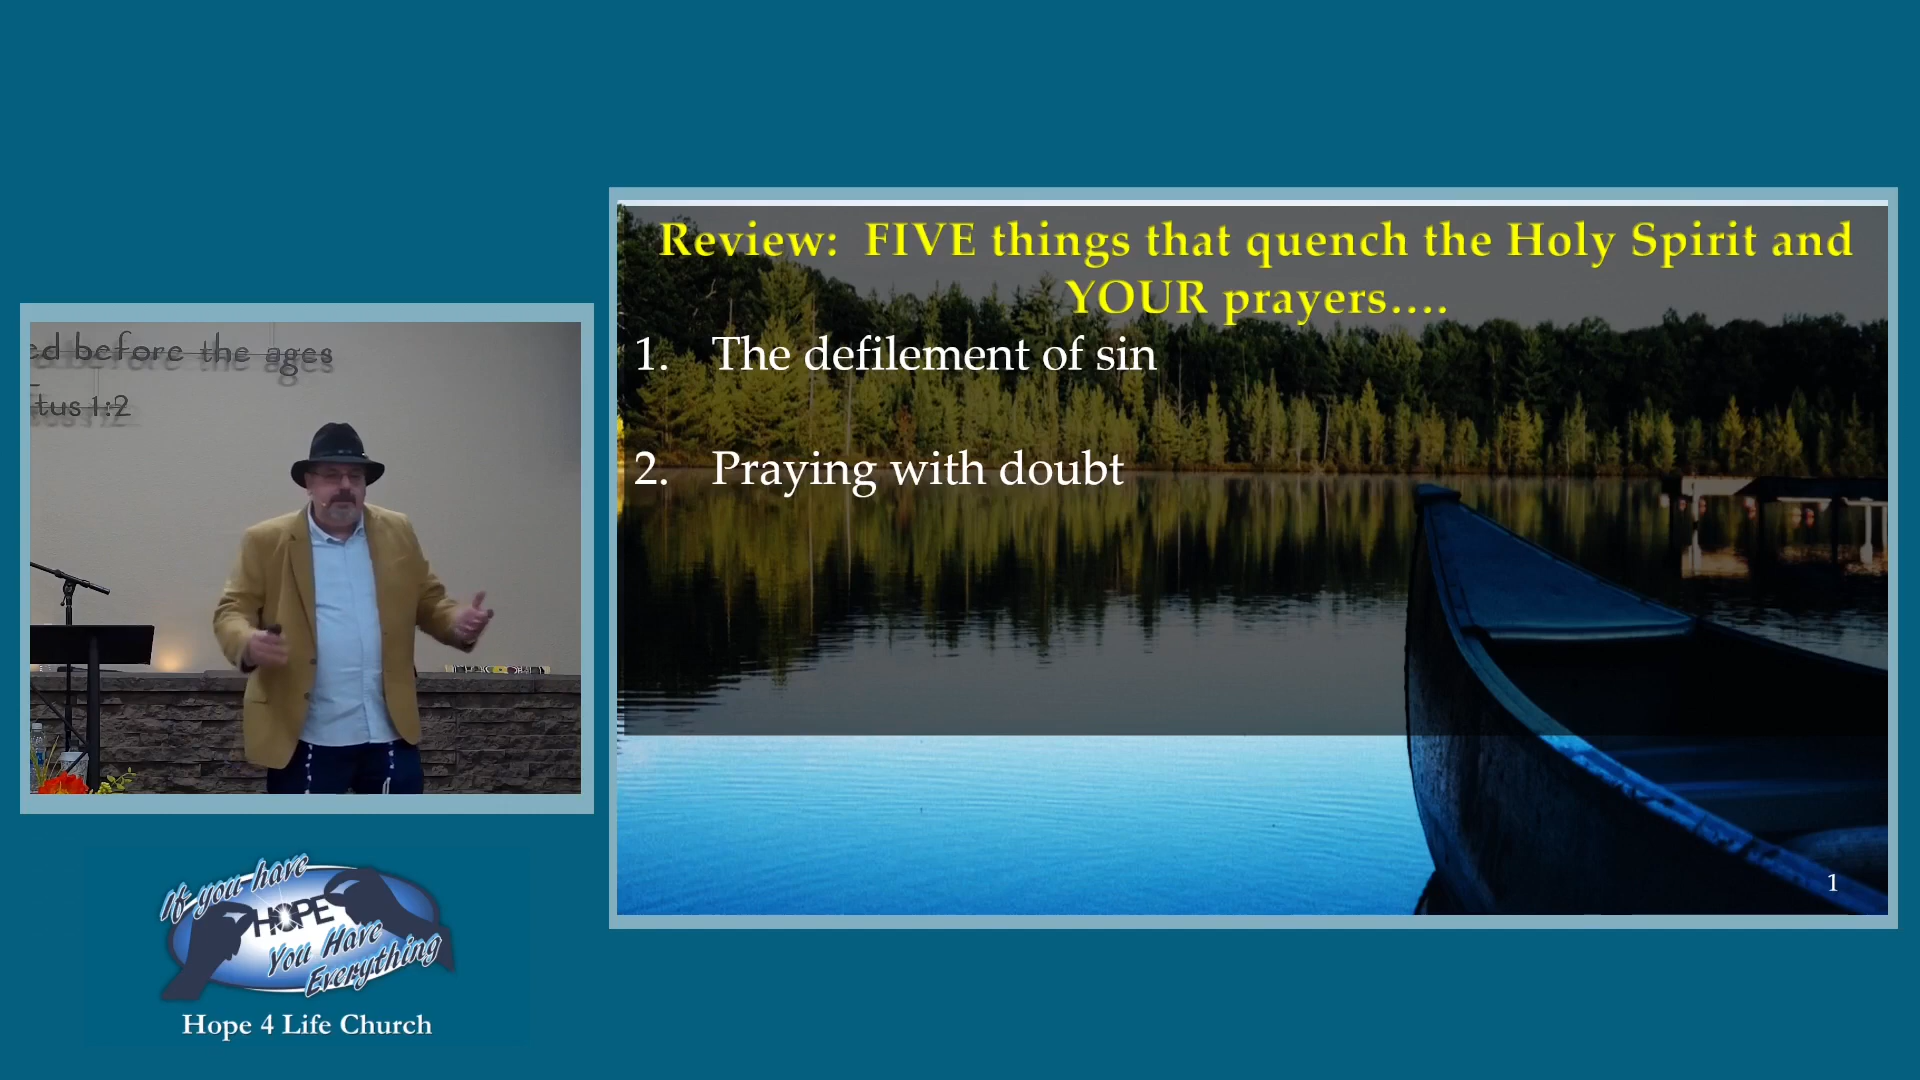 ed before the ages
tus 1:2
Review: FIVE things that quench the Holy Spirit and
YOUR prayers....
1. The defilement of sin
2. Praying with doubt
1
If you have
HOPE
You Have
Everything
Hope 4 Life Church